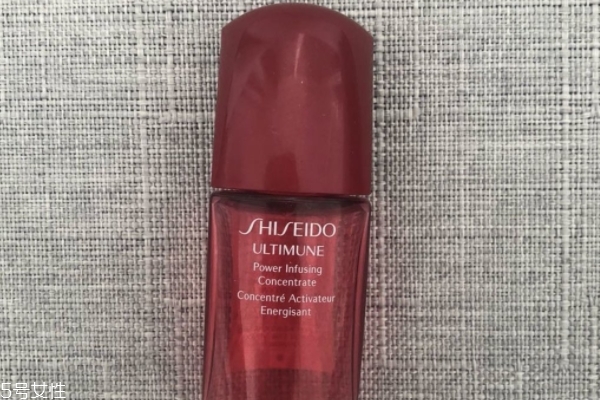 SHISEIDO
ULTIMUNE
Power Infusing
Concentrate
Concentré Activateur
Energisant
5号女性